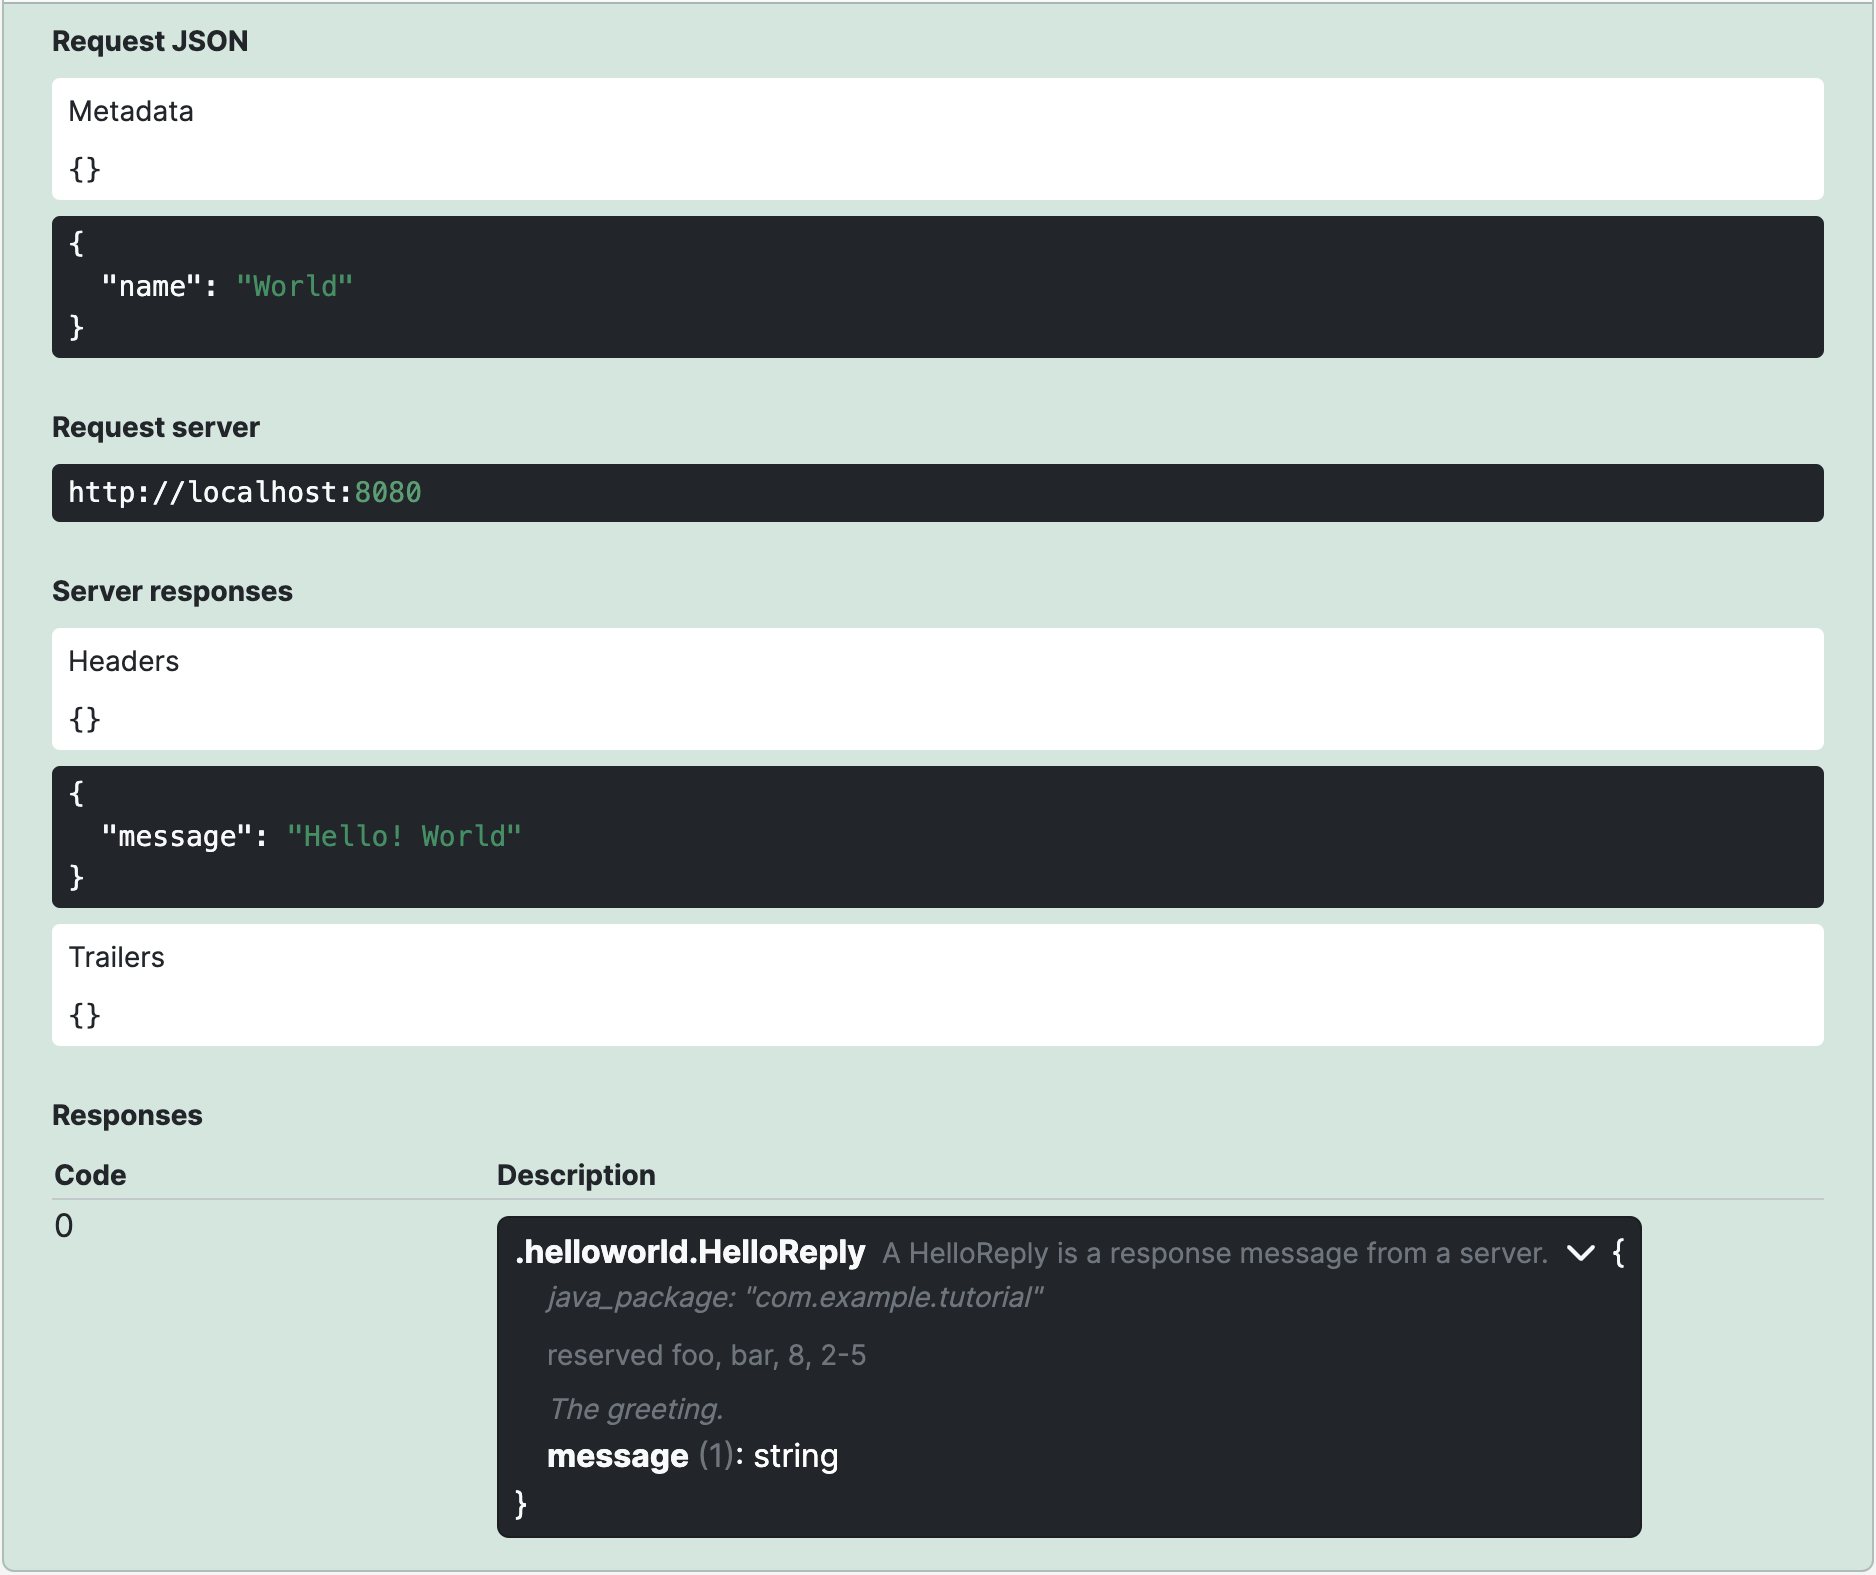 Request JSON
Metadata
{}
{
  "name": "World"
}
Request server
http://localhost:8080
Server responses
Headers
{}
{
  "message": "Hello! World"
}
Trailers
{}
Responses
Code Description
0
.helloworld.HelloReply A HelloReply is a response message from a server. {
java_package: "com.example.tutorial"
reserved foo, bar, 8, 2-5
The greeting.
message (1): string
}